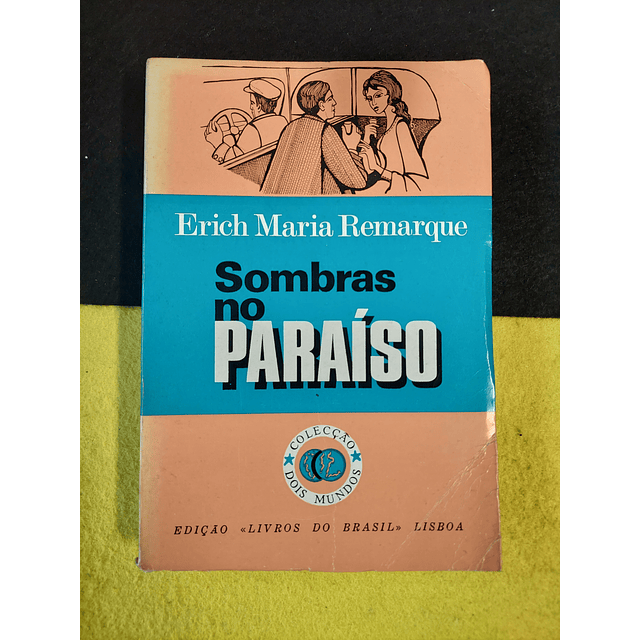 Erich Maria Remarque
Sombras
no
PARAÍSO
COLECÇÃO
DOIS MUNDOS
EDIÇÃO «LIVROS DO BRASIL» LISBOA